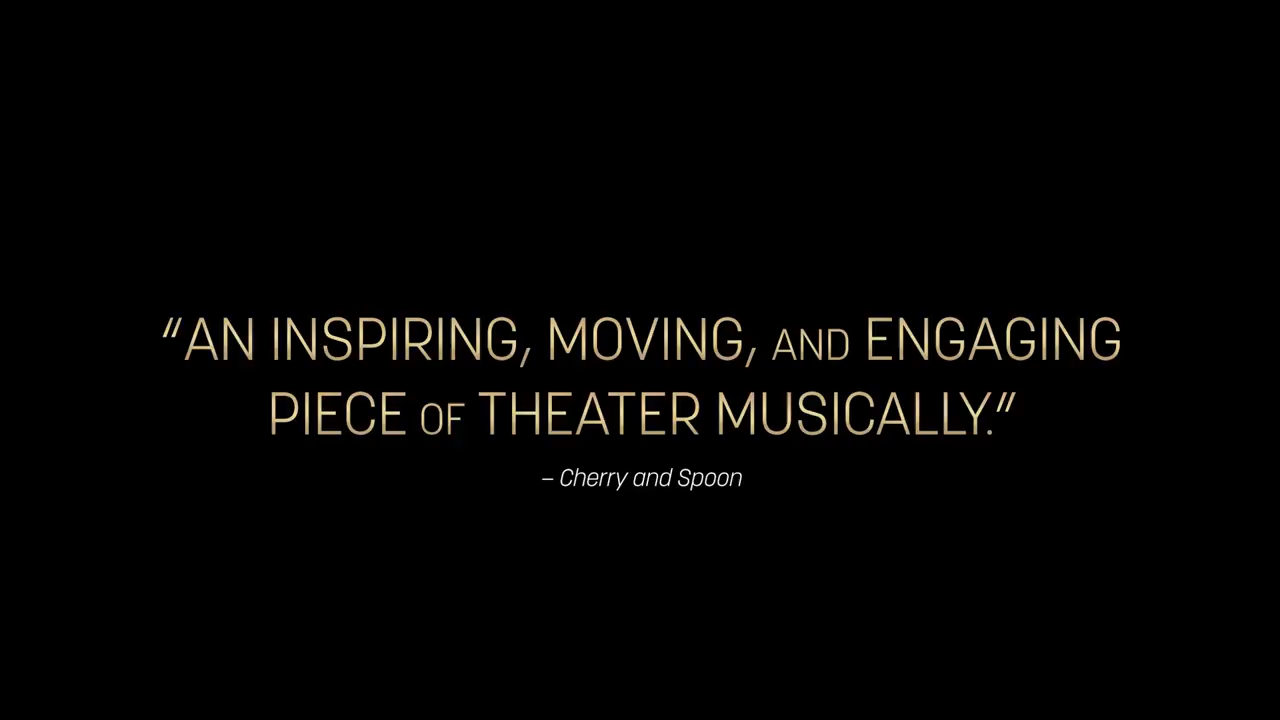 “AN INSPIRING, MOVING, AND ENGAGING
PIECE OF THEATER MUSICALLY.”
– Cherry and Spoon